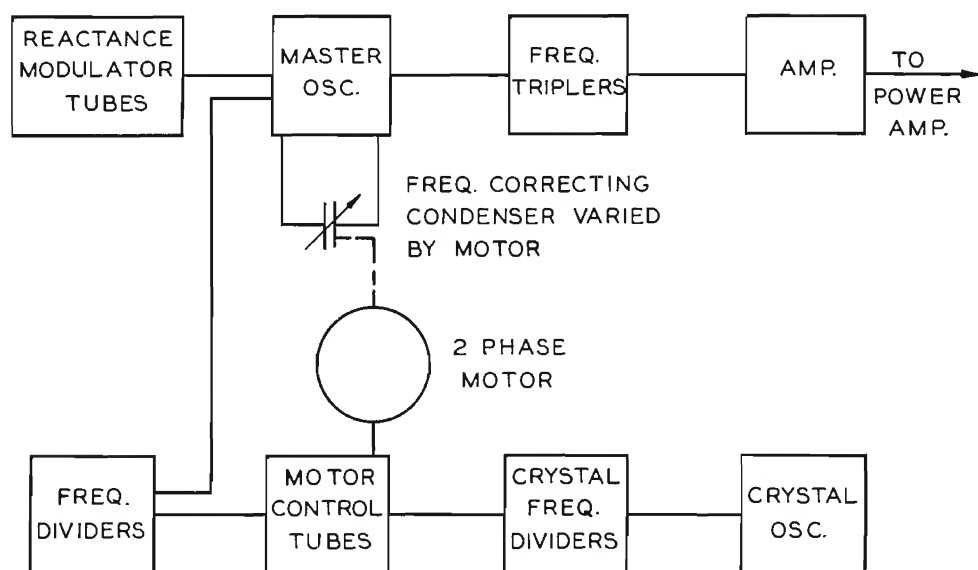 REACTANCE
MODULATOR
TUBES
MASTER
OSC.
FREQ.
TRIPLERS
AMP.
TO
POWER
AMP.
FREQ. CORRECTING
CONDENSER VARIED
BY MOTOR
2 PHASE
MOTOR
FREQ.
DIVIDERS
MOTOR
CONTROL
TUBES
CRYSTAL
FREQ.
DIVIDERS
CRYSTAL
OSC.